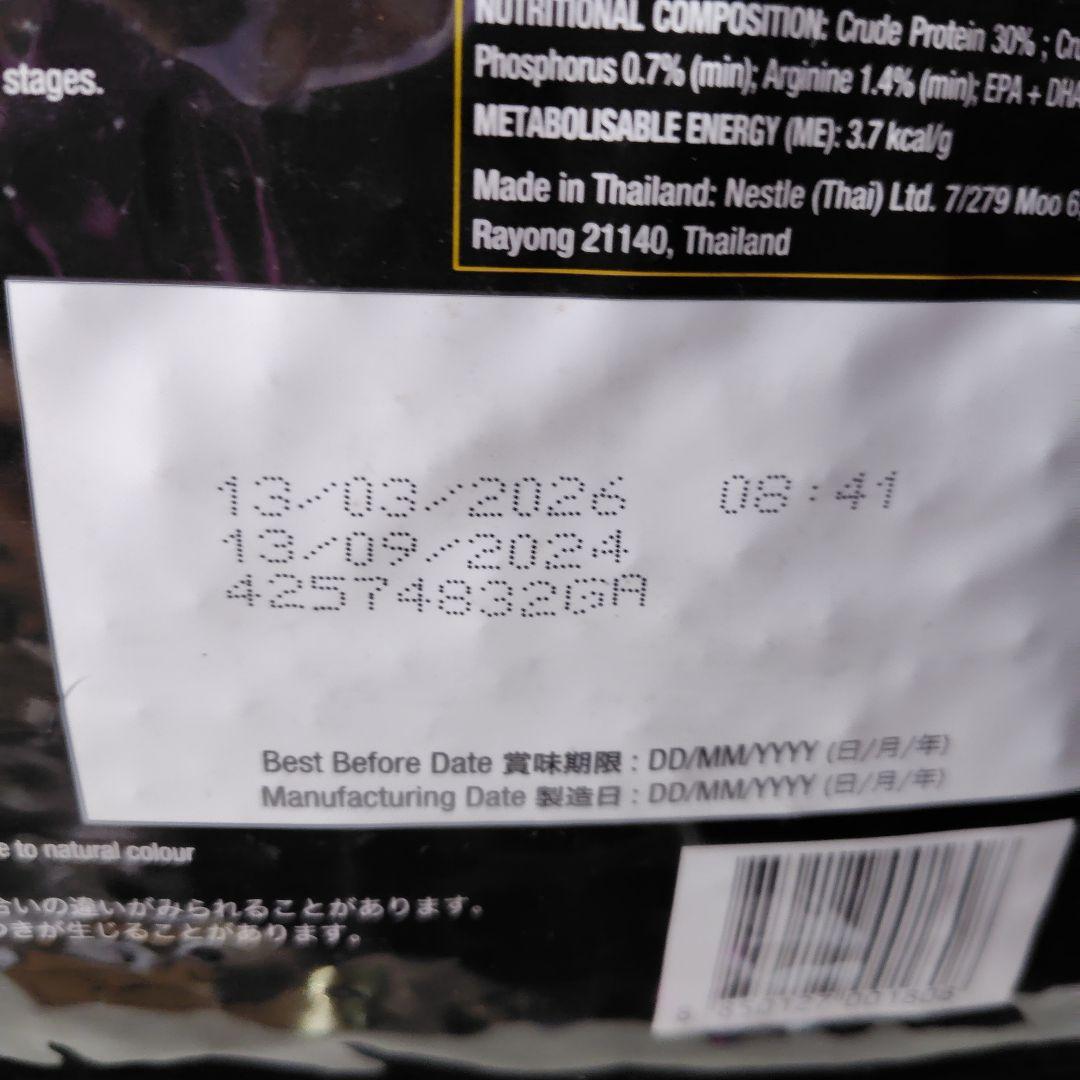 stages.
NUTRITIONAL COMPOSITION: Crude Protein 30% ;
Phosphorus 0.7% (min); Arginine 1.4% (min); EPA + DHA
METABOLISABLE ENERGY (ME): 3.7 kcal/g
Made in Thailand: Nestle (Thai) Ltd. 7/279 Moo 6,
Rayong 21140, Thailand
13/03/2026 08:41
13/09/2024
42574832GA
Best Before Date 賞味期限 : DD/MM/YYYY (日/月/年)
Manufacturing Date 製造日 : DD/MM/YYYY (日/月/年)
to natural colour
合いの違いがみられることがあります。
つきが生じることがあります。